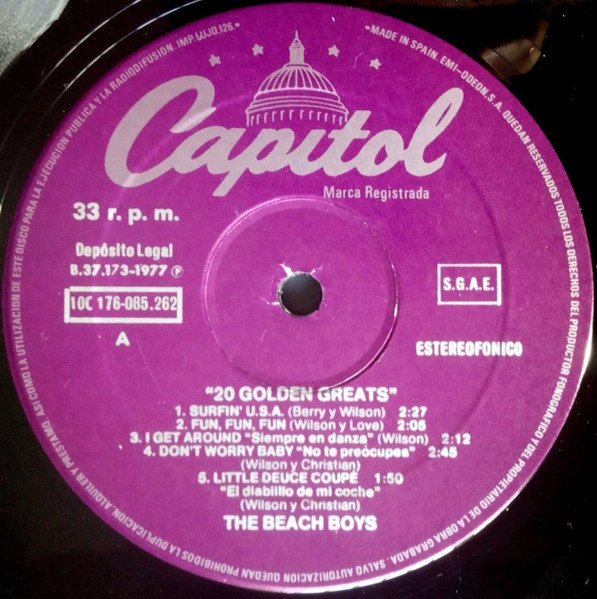 ASI COMO LA UTILIZACION DE ESTE DISCO PARA LA EJECUCION PUBLICA Y LA RADIODIFUSION. IMP.WJO.126. •
• MADE IN SPAIN. EMI-ODEON, S.A. QUEDAN RESERVADOS TODOS LOS DERECHOS DEL PRODUCTOR FONOGRAFICO Y DEL PROPIETARIO DE LA OBRA GRABADA. SALVO AUTORIZACION QUEDAN PROHIBIDOS LA DUPLICACION, ALQUILER Y PRESTAMO,
Capitol
Marca Registrada
33 r. p. m.
Depósito Legal
B.37.173-1977 ℗
10C 176-085.262
S.G.A.E.
A
ESTEREOFONICO
"20 GOLDEN GREATS"
1. SURFIN' U.S.A. (Berry y Wilson) 2:27
2. FUN, FUN, FUN (Wilson y Love) 2:05
3. I GET AROUND "Siempre en danza" (Wilson) 2:12
4. DON'T WORRY BABY "No te preocupes" 2:45
(Wilson y Christian)
5. LITTLE DEUCE COUPE 1:50
"El diablillo de mi coche"
(Wilson y Christian)
THE BEACH BOYS